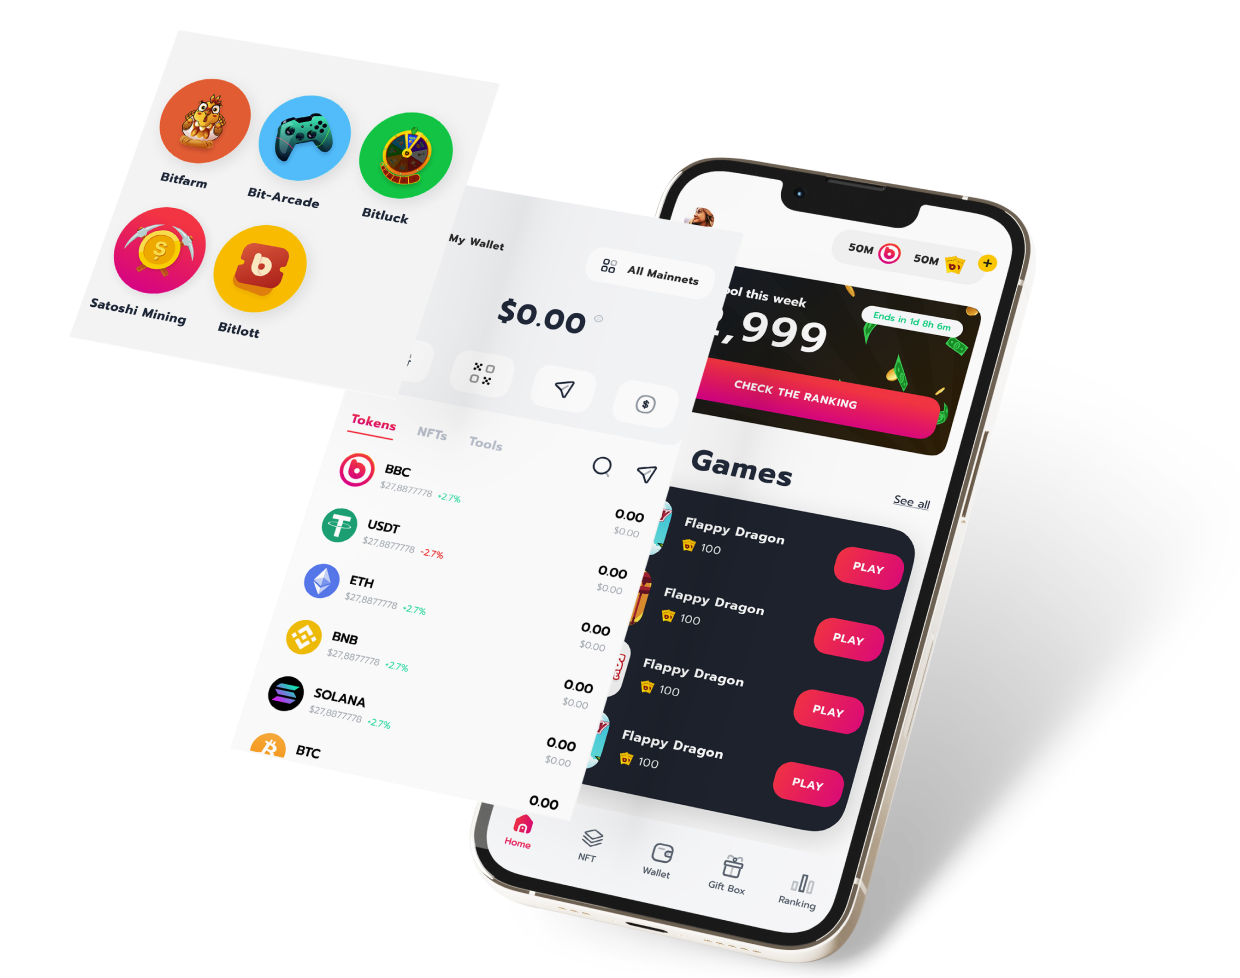 Bitfarm
Bit-Arcade
Bitluck
Satoshi Mining
Bitlott
My Wallet
All Mainnets
$0.00
Tokens
NFTs
Tools
BBC
$27,8877778 +2.7%
0.00
$0.00
USDT
$27,8877778 -2.7%
0.00
$0.00
ETH
$27,8877778 +2.7%
0.00
$0.00
BNB
$27,8877778 +2.7%
0.00
$0.00
SOLANA
$27,8877778 +2.7%
0.00
$0.00
BTC
0.00
50M
50M
this week
Ends in 1d 8h 6m
,999
CHECK THE RANKING
Games
See all
Flappy Dragon
100
PLAY
Flappy Dragon
100
PLAY
Flappy Dragon
100
PLAY
Flappy Dragon
100
PLAY
Home
NFT
Wallet
Gift Box
Ranking